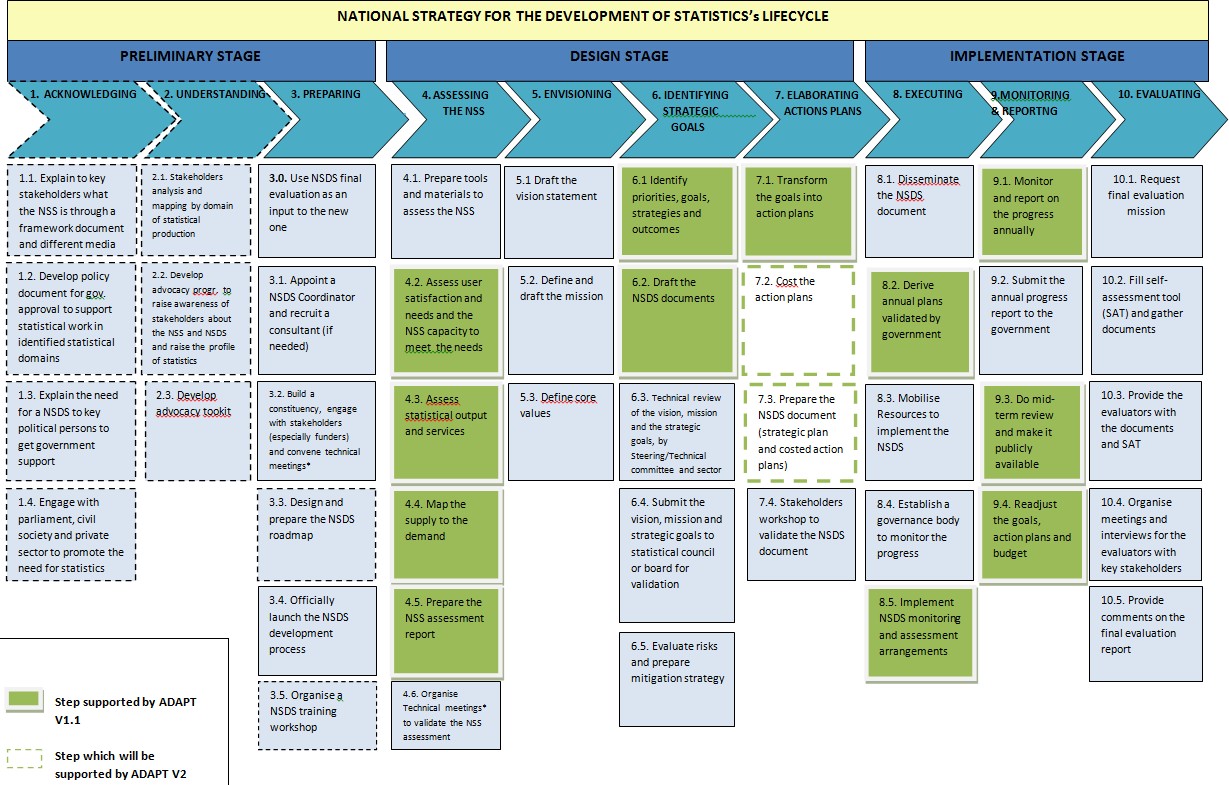 NATIONAL STRATEGY FOR THE DEVELOPMENT OF STATISTICS's LIFECYCLE
PRELIMINARY STAGE
DESIGN STAGE
IMPLEMENTATION STAGE
1. ACKNOWLEDGING
2. UNDERSTANDING
3. PREPARING
4. ASSESSING
THE NSS
5. ENVISIONING
6. IDENTIFYING
STRATEGIC
GOALS
7. ELABORATING
ACTIONS PLANS
8. EXECUTING
9.MONITORING
& REPORTNG
10. EVALUATING
1.1. Explain to key
stakeholders what
the NSS is through a
framework document
and different media
1.2. Develop policy
document for gov.
approval to support
statistical work in
identified statistical
domains
1.3. Explain the need
for a NSDS to key
political persons to
get government
support
1.4. Engage with
parliament, civil
society and private
sector to promote the
need for statistics
2.1. Stakeholders
analysis and
mapping by domain
of statistical
production
2.2. Develop
advocacy progr. to
raise awareness of
stakeholders about
the NSS and NSDS
and raise the profile
of statistics
2.3. Develop
advocacy tookit
3.0. Use NSDS final
evaluation as an
input to the new
one
3.1. Appoint a
NSDS Coordinator
and recruit a
consultant (if
needed)
3.2. Build a
constituency, engage
with stakeholders
(especially funders)
and convene technical
meetings*
3.3. Design and
prepare the NSDS
roadmap
3.4. Officially
launch the NSDS
development
process
3.5. Organise a
NSDS training
workshop
4.1. Prepare tools
and materials to
assess the NSS
4.2. Assess user
satisfaction and
needs and the
NSS capacity to
meet the needs
4.3. Assess
statistical output
and services
4.4. Map the
supply to the
demand
4.5. Prepare the
NSS assessment
report
4.6. Organise
Technical meetings*
to validate the NSS
assessment
5.1 Draft the
vision statement
5.2. Define and
draft the mission
5.3. Define core
values
6.1 Identify
priorities, goals,
strategies and
outcomes
6.2. Draft the
NSDS documents
6.3. Technical review
of the vision, mission
and the strategic
goals, by
Steering/Technical
committee and sector
6.4. Submit the
vision, mission and
strategic goals to
statistical council
or board for
validation
6.5. Evaluate risks
and prepare
mitigation strategy
7.1. Transform
the goals into
action plans
7.2. Cost the
action plans
7.3. Prepare the
NSDS document
(strategic plan
and costed action
plans)
7.4. Stakeholders
workshop to
validate the NSDS
document
8.1. Disseminate
the NSDS
document
8.2. Derive
annual plans
validated by
government
8.3. Mobilise
Resources to
implement the
NSDS
8.4. Establish a
governance body
to monitor the
progress
8.5. Implement
NSDS monitoring
and assessment
arrangements
9.1. Monitor
and report on
the progress
annually
9.2. Submit the
annual progress
report to the
government
9.3. Do mid-
term review
and make it
publicly
available
9.4. Readjust
the goals,
action plans and
budget
10.1. Request
final evaluation
mission
10.2. Fill self-
assessment tool
(SAT) and gather
documents
10.3. Provide the
evaluators with
the documents
and SAT
10.4. Organise
meetings and
interviews for the
evaluators with
key stakeholders
10.5. Provide
comments on the
final evaluation
report
Step supported by ADAPT
V1.1
Step which will be
supported by ADAPT V2